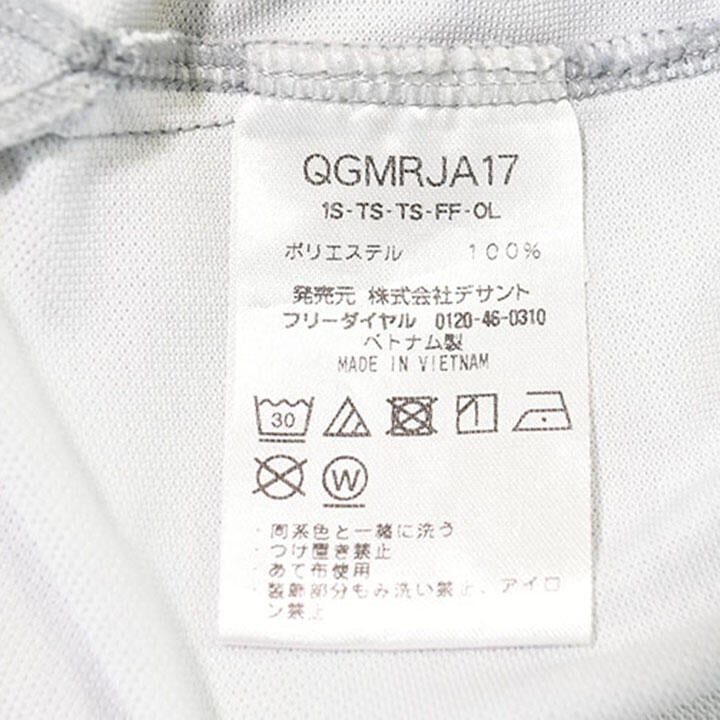 QGMRJA17
1S-TS-TS-FF-OL
ポリエステル 100%
発売元 株式会社デサント
フリーダイヤル 0120-46-0310
ベトナム製
MADE IN VIETNAM
30
W
・同系色と一緒に洗う
・つけ置き禁止
・あて布使用
・装飾部分もみ洗い禁止、アイロ
ン禁止